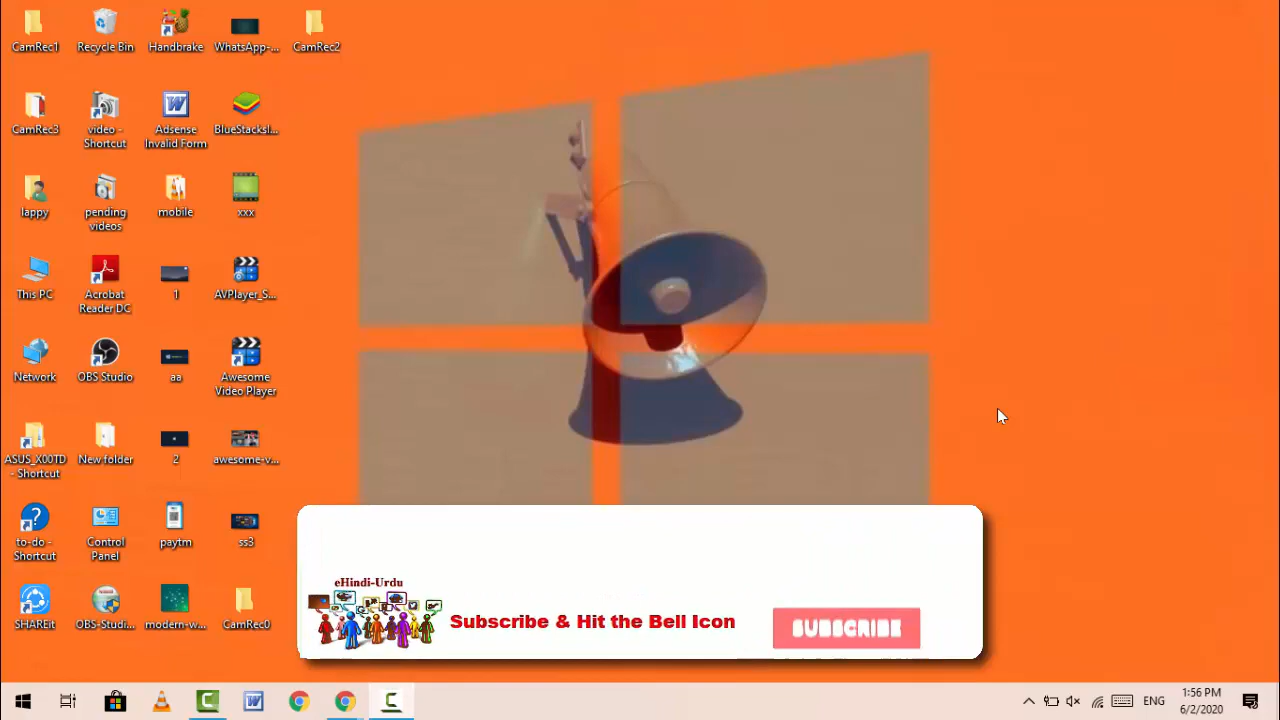 CamRec1
Recycle Bin
Handbrake
WhatsApp-...
CamRec2
CamRec3
video -
Shortcut
Adsense
Invalid Form
BlueStacksI...
lappy
pending
videos
mobile
xxx
This PC
Acrobat
Reader DC
1
AVPlayer_S...
Network
OBS Studio
aa
Awesome
Video Player
ASUS_X00TD
- Shortcut
New folder
2
awesome-v...
to-do -
Shortcut
Control
Panel
paytm
ss3
SHAREit
OBS-Studi...
modern-w...
CamRec0
eHindi-Urdu
Subscribe & Hit the Bell Icon
SUBSCRIBE
ENG
1:56 PM
6/2/2020